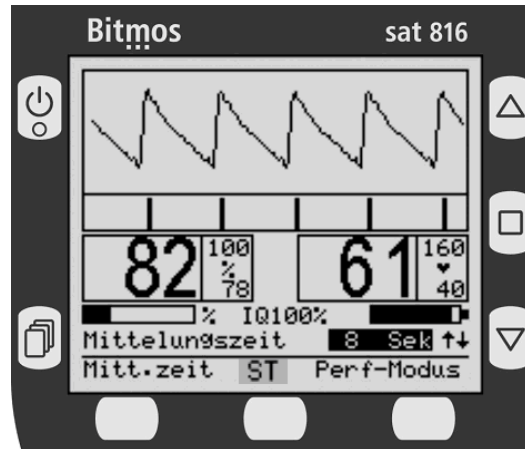 Bitmos sat 816
82 100 % 78 61 160 ♥ 40
% IQ100%
Mittelungszeit 8 Sek ↑↓
Mitt.zeit ST Perf-Modus